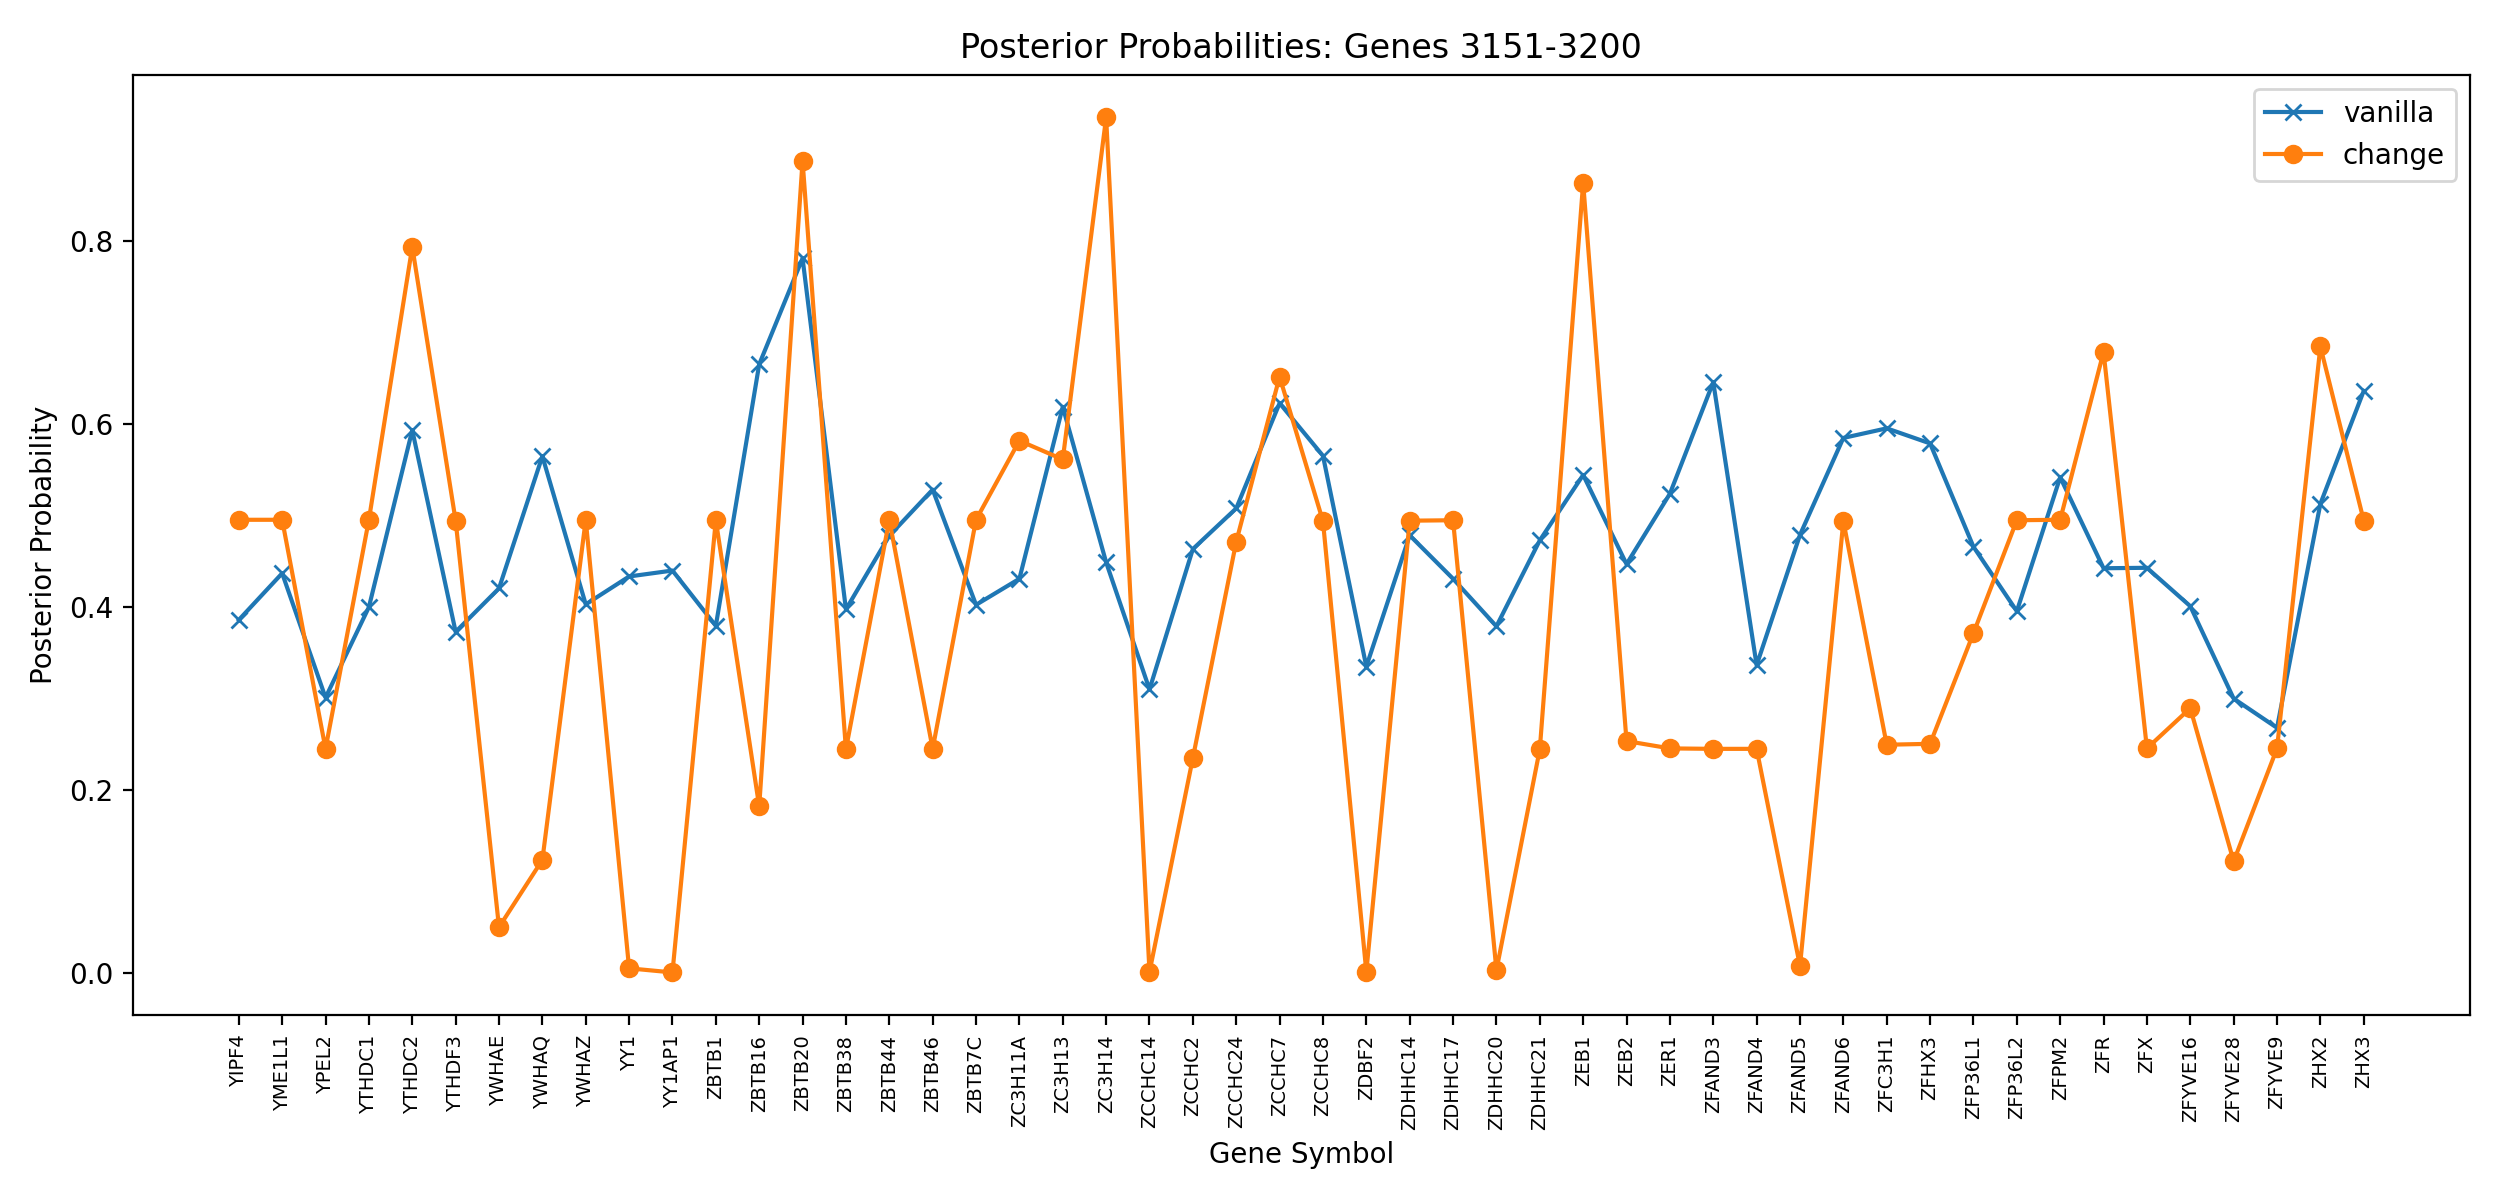 Posterior Probabilities: Genes 3151-3200
vanilla
change
Posterior Probability
0.8
0.6
0.4
0.2
0.0
YIPF4
YME1L1
YPEL2
YTHDC1
YTHDC2
YTHDF3
YWHAE
YWHAQ
YWHAZ
YY1
YY1AP1
ZBTB1
ZBTB16
ZBTB20
ZBTB38
ZBTB44
ZBTB46
ZBTB7C
ZC3H11A
ZC3H13
ZC3H14
ZCCHC14
ZCCHC2
ZCCHC24
ZCCHC7
ZCCHC8
ZDBF2
ZDHHC14
ZDHHC17
ZDHHC20
ZDHHC21
ZEB1
ZEB2
ZER1
ZFAND3
ZFAND4
ZFAND5
ZFAND6
ZFC3H1
ZFHX3
ZFP36L1
ZFP36L2
ZFPM2
ZFR
ZFX
ZFYVE16
ZFYVE28
ZFYVE9
ZHX2
ZHX3
Gene Symbol